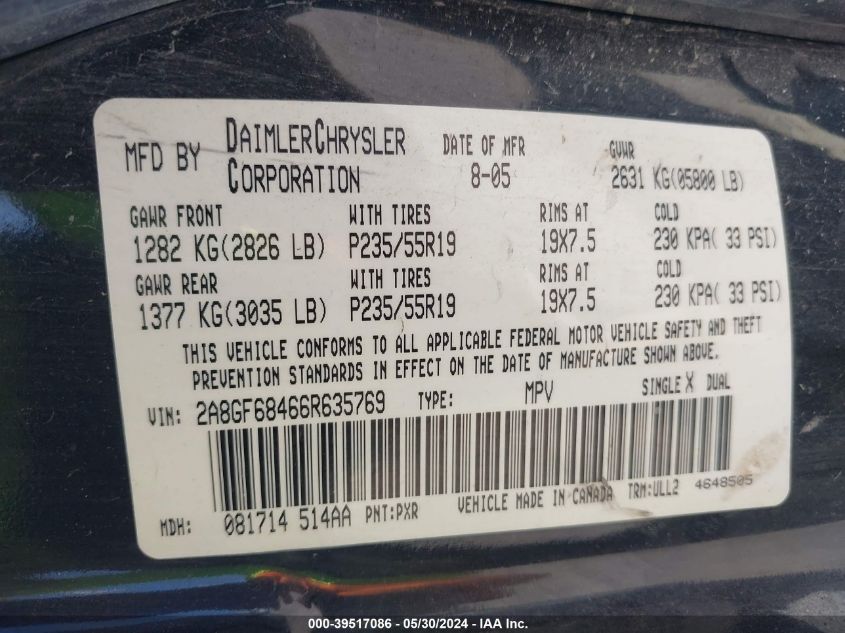 MFD BY DAIMLERCHRYSLER CORPORATION DATE OF MFR 8-05 GVWR 2631 KG(05800 LB)
GAWR FRONT WITH TIRES RIMS AT COLD
1282 KG(2826 LB) P235/55R19 19X7.5 230 KPA( 33 PSI)
GAWR REAR WITH TIRES RIMS AT COLD
1377 KG(3035 LB) P235/55R19 19X7.5 230 KPA( 33 PSI)
THIS VEHICLE CONFORMS TO ALL APPLICABLE FEDERAL MOTOR VEHICLE SAFETY AND THEFT
PREVENTION STANDARDS IN EFFECT ON THE DATE OF MANUFACTURE SHOWN ABOVE.
VIN: 2A8GF68466R635769 TYPE: MPV SINGLE X DUAL
MDH: 081714 514AA PNT:PXR VEHICLE MADE IN CANADA TRM:ULL2 4648505
000-39517086 - 05/30/2024 - IAA Inc.